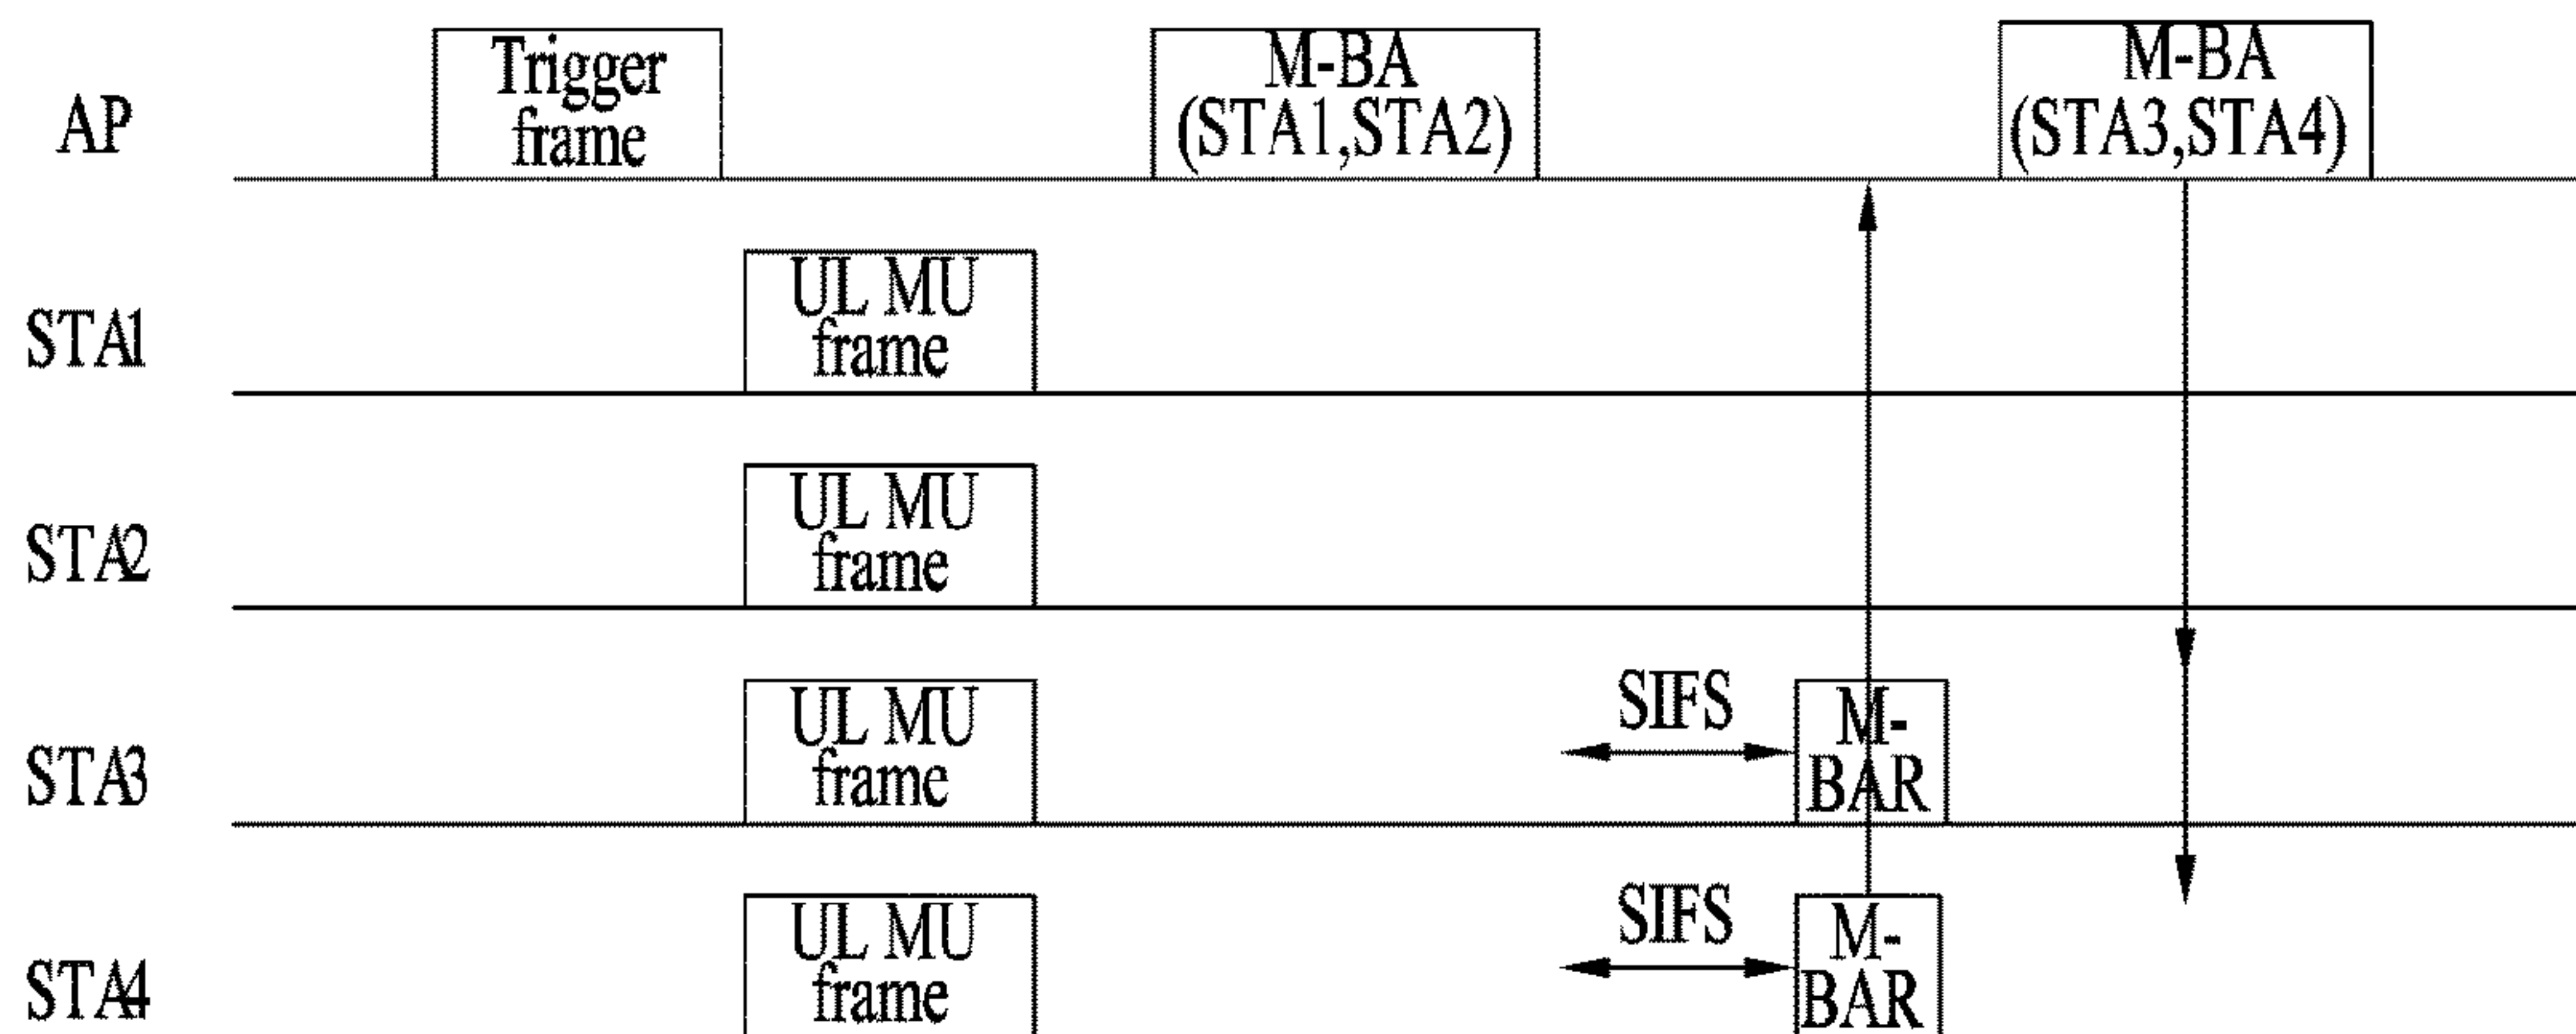 AP
Trigger
frame
M-BA
(STA1,STA2)
M-BA
(STA3,STA4)
STA1
UL MU
frame
STA2
UL MU
frame
STA3
UL MU
frame
SIFS
M-
BAR
STA4
UL MU
frame
SIFS
M-
BAR